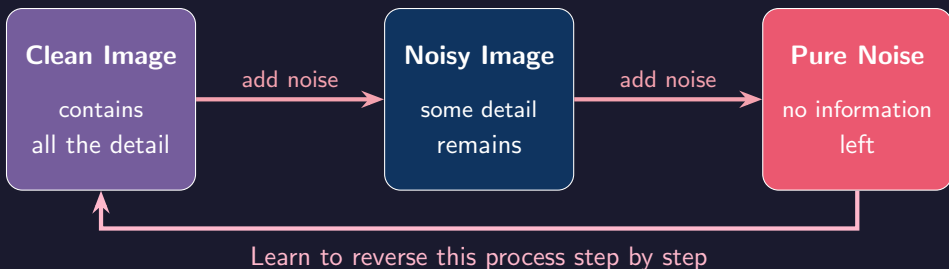 Clean Image
contains
all the detail
add noise
Noisy Image
some detail
remains
add noise
Pure Noise
no information
left
Learn to reverse this process step by step